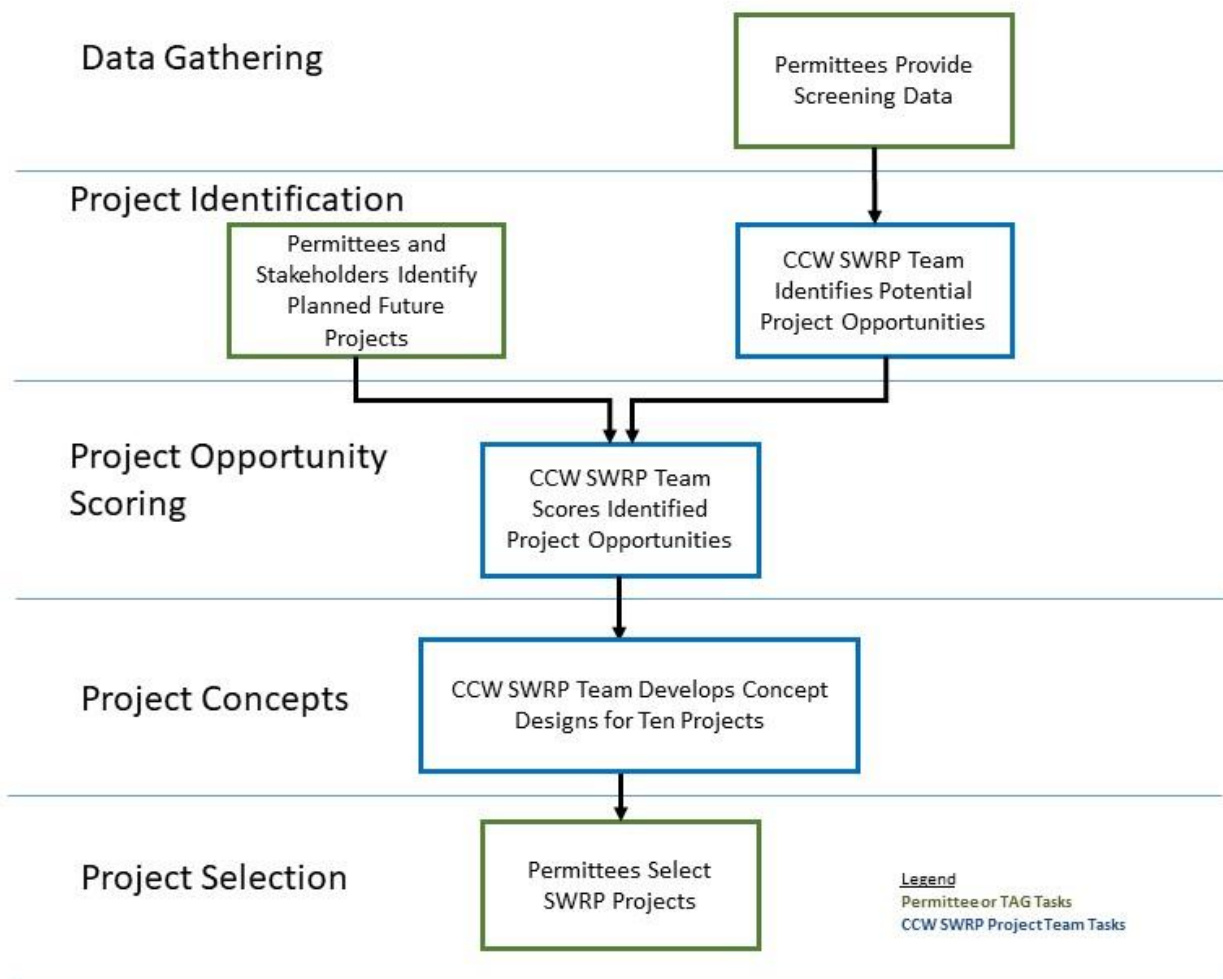 Data Gathering
Permittees Provide
Screening Data
Project Identification
Permittees and
Stakeholders Identify
Planned Future
Projects
CCW SWRP Team
Identifies Potential
Project Opportunities
Project Opportunity
Scoring
CCW SWRP Team
Scores Identified
Project Opportunities
Project Concepts
CCW SWRP Team Develops Concept
Designs for Ten Projects
Project Selection
Permittees Select
SWRP Projects
Legend
Permittee or TAG Tasks
CCW SWRP Project Team Tasks